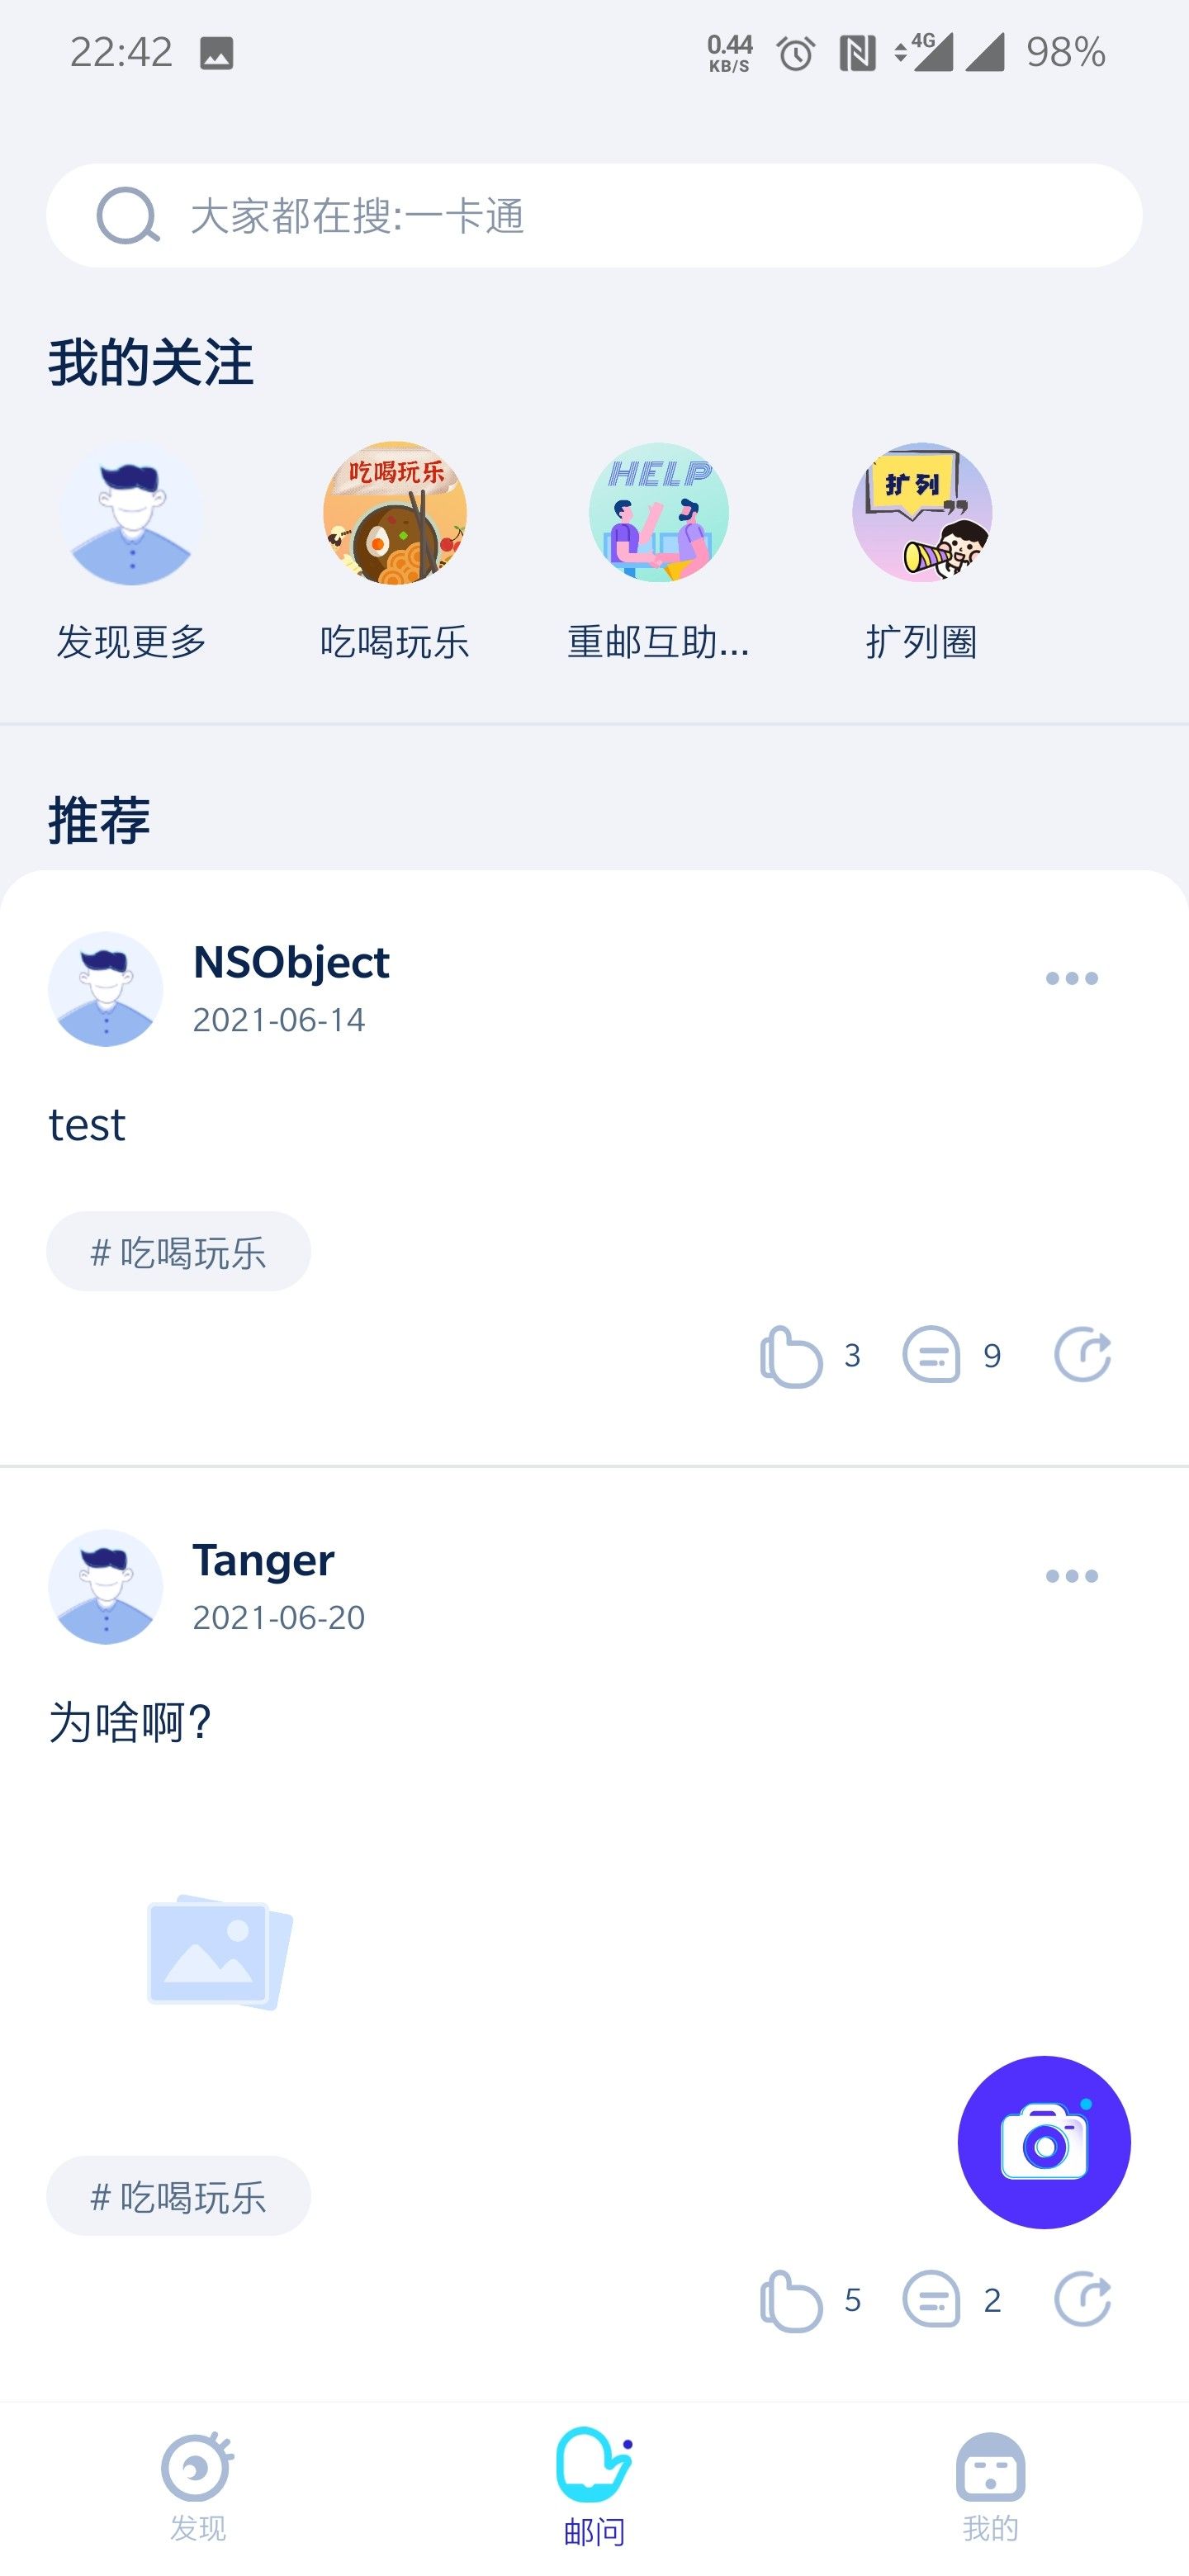 22:42
0.44
KB/S
4G
98%
大家都在搜:一卡通
我的关注
吃喝玩乐
HELP
扩列
发现更多
吃喝玩乐
重邮互助...
扩列圈
推荐
NSObject
2021-06-14
test
# 吃喝玩乐
3
9
Tanger
2021-06-20
为啥啊?
# 吃喝玩乐
5
2
发现
邮问
我的